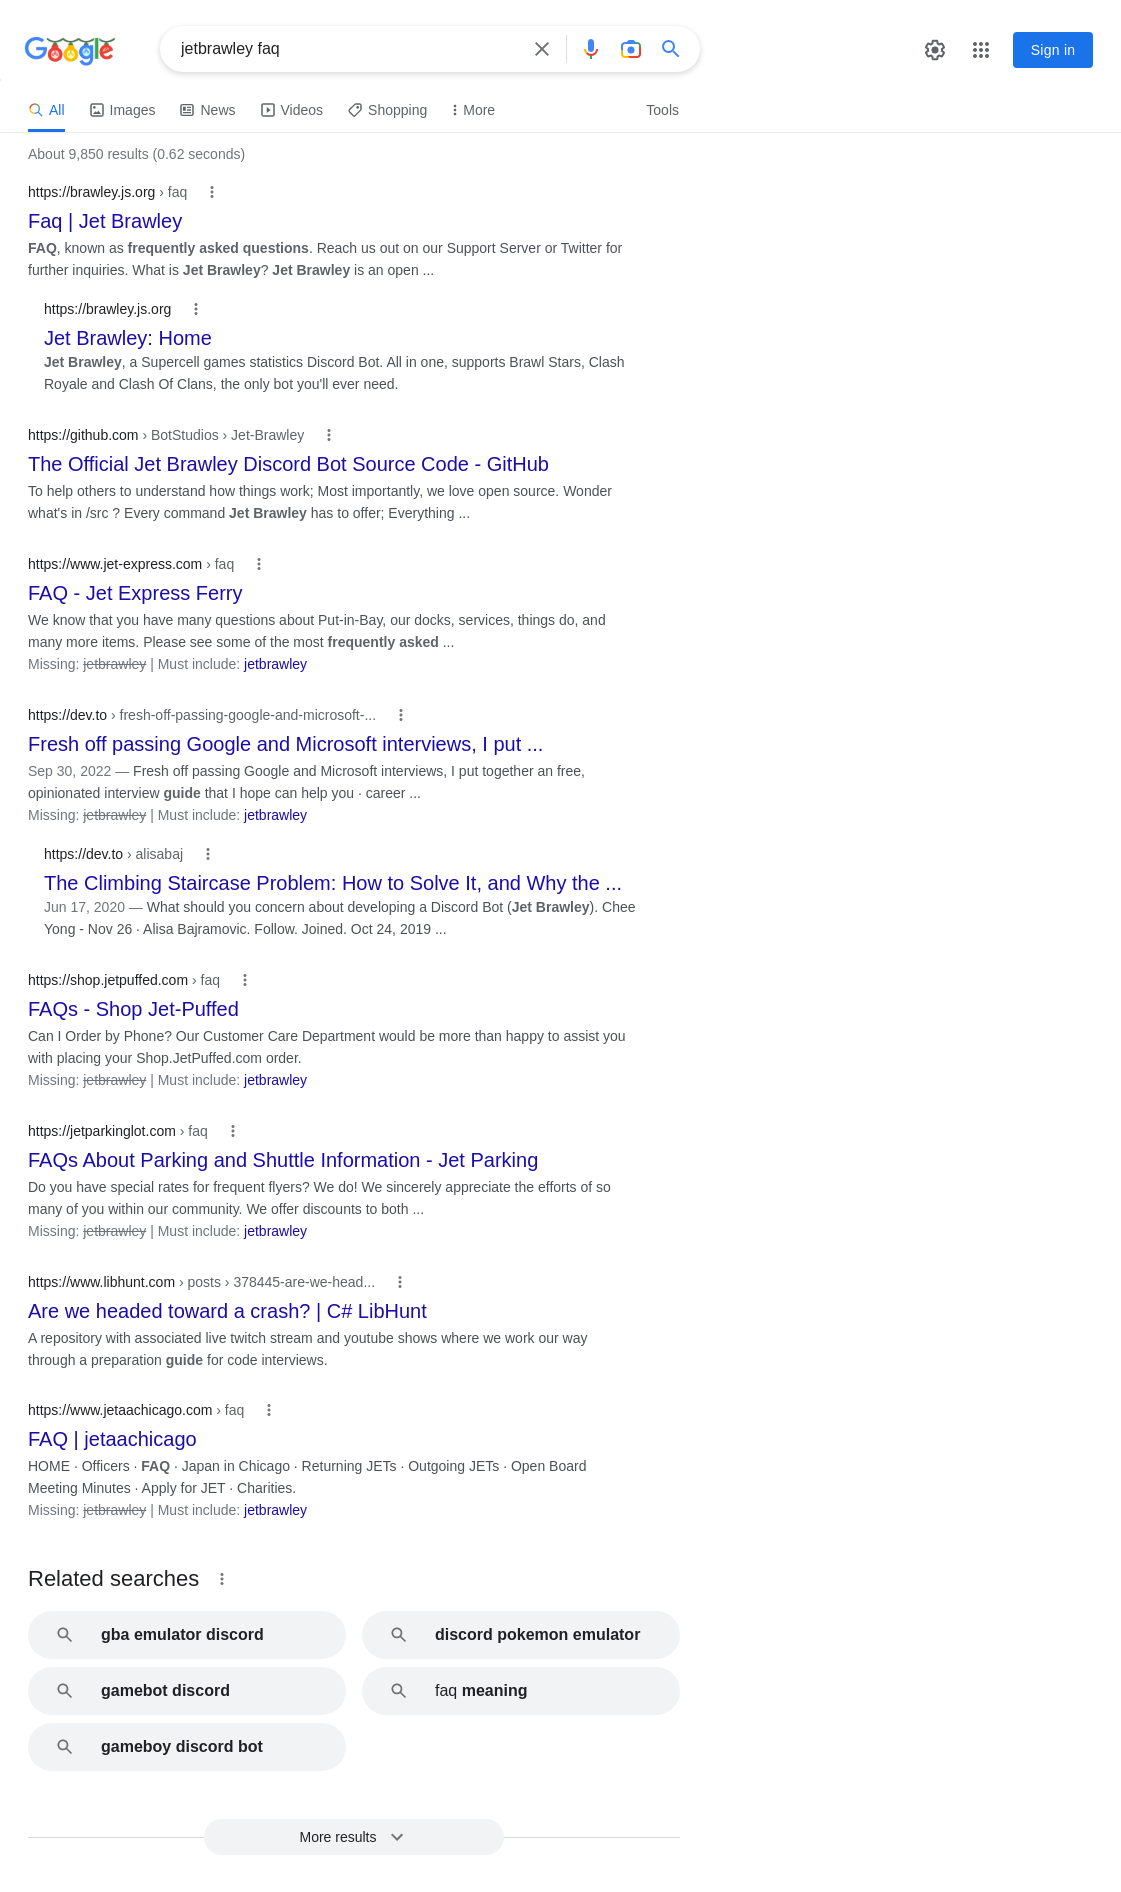 Google
jetbrawley faq
Sign in
All
Images
News
Videos
Shopping
More
Tools
About 9,850 results (0.62 seconds)
https://brawley.js.org › faq
Faq | Jet Brawley
FAQ, known as frequently asked questions. Reach us out on our Support Server or Twitter for
further inquiries. What is Jet Brawley? Jet Brawley is an open ...
https://brawley.js.org
Jet Brawley: Home
Jet Brawley, a Supercell games statistics Discord Bot. All in one, supports Brawl Stars, Clash
Royale and Clash Of Clans, the only bot you'll ever need.
https://github.com › BotStudios › Jet-Brawley
The Official Jet Brawley Discord Bot Source Code - GitHub
To help others to understand how things work; Most importantly, we love open source. Wonder
what's in /src ? Every command Jet Brawley has to offer; Everything ...
https://www.jet-express.com › faq
FAQ - Jet Express Ferry
We know that you have many questions about Put-in-Bay, our docks, services, things do, and
many more items. Please see some of the most frequently asked ...
Missing: jetbrawley | Must include: jetbrawley
https://dev.to › fresh-off-passing-google-and-microsoft-...
Fresh off passing Google and Microsoft interviews, I put ...
Sep 30, 2022 — Fresh off passing Google and Microsoft interviews, I put together an free,
opinionated interview guide that I hope can help you · career ...
Missing: jetbrawley | Must include: jetbrawley
https://dev.to › alisabaj
The Climbing Staircase Problem: How to Solve It, and Why the ...
Jun 17, 2020 — What should you concern about developing a Discord Bot (Jet Brawley). Chee
Yong - Nov 26 · Alisa Bajramovic. Follow. Joined. Oct 24, 2019 ...
https://shop.jetpuffed.com › faq
FAQs - Shop Jet-Puffed
Can I Order by Phone? Our Customer Care Department would be more than happy to assist you
with placing your Shop.JetPuffed.com order.
Missing: jetbrawley | Must include: jetbrawley
https://jetparkinglot.com › faq
FAQs About Parking and Shuttle Information - Jet Parking
Do you have special rates for frequent flyers? We do! We sincerely appreciate the efforts of so
many of you within our community. We offer discounts to both ...
Missing: jetbrawley | Must include: jetbrawley
https://www.libhunt.com › posts › 378445-are-we-head...
Are we headed toward a crash? | C# LibHunt
A repository with associated live twitch stream and youtube shows where we work our way
through a preparation guide for code interviews.
https://www.jetaachicago.com › faq
FAQ | jetaachicago
HOME · Officers · FAQ · Japan in Chicago · Returning JETs · Outgoing JETs · Open Board
Meeting Minutes · Apply for JET · Charities.
Missing: jetbrawley | Must include: jetbrawley
Related searches
gba emulator discord
discord pokemon emulator
gamebot discord
faq meaning
gameboy discord bot
More results